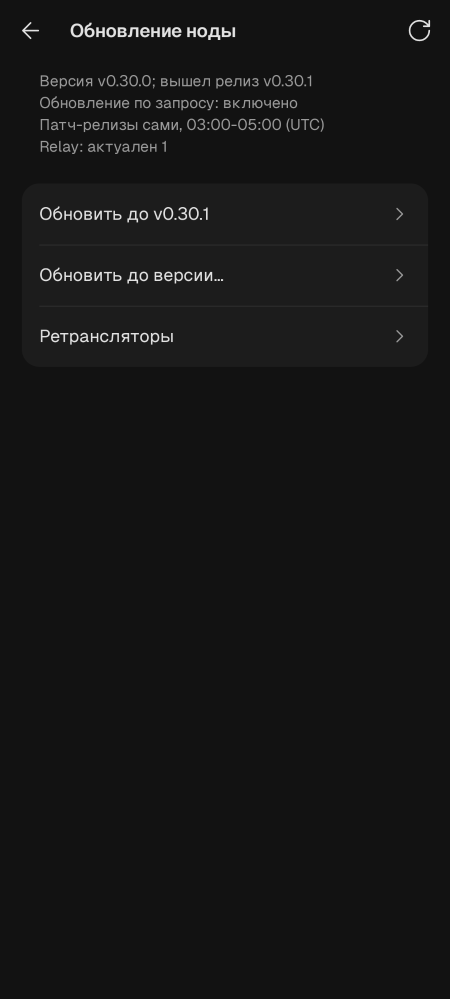 Обновление ноды
Версия v0.30.0; вышел релиз v0.30.1
Обновление по запросу: включено
Патч-релизы сами, 03:00-05:00 (UTC)
Relay: актуален 1
Обновить до v0.30.1
Обновить до версии…
Ретрансляторы